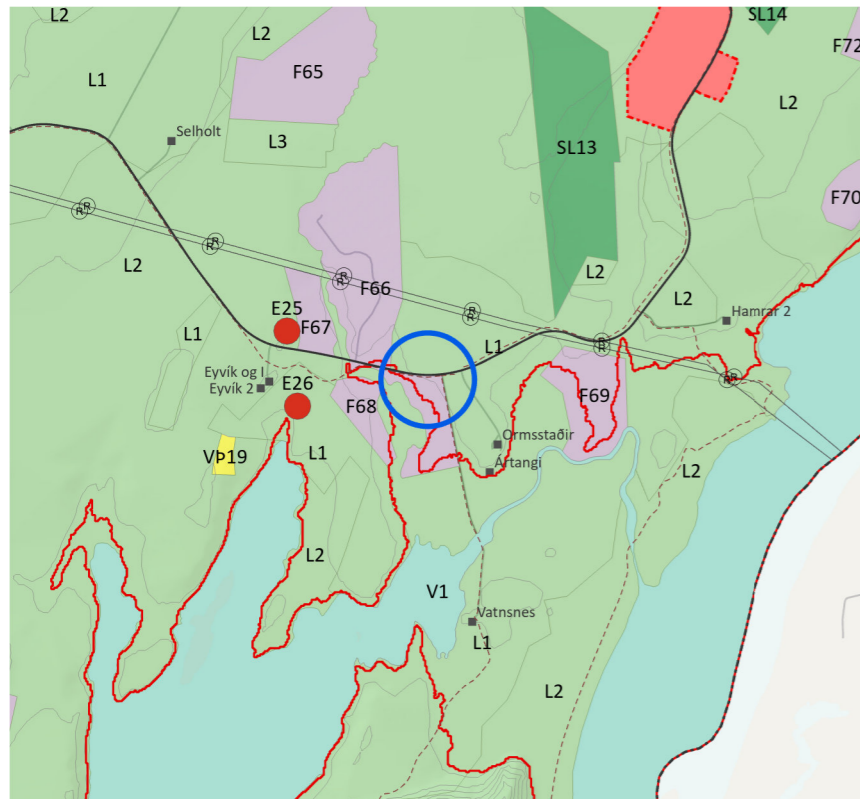 L2
SL14
L2
F72
F65
L1
L2
Selholt
L3
SL13
F70
R
R
R
R
L2
R
R
F66
L2
L2
E25
F67
R
R
L1
Hamrar 2
L1
R
R
Eyvík og I
Eyvík 2
E26
R
R
F68
F69
VÞ19
L1
Ormsstaðir
Ártangi
L2
L2
V1
Vatnsnes
L1
L2